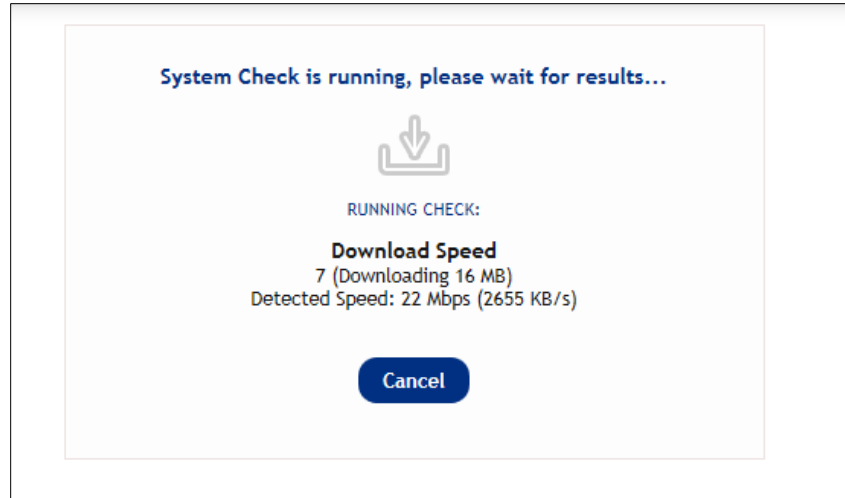 System Check is running, please wait for results...
RUNNING CHECK:
Download Speed
7 (Downloading 16 MB)
Detected Speed: 22 Mbps (2655 KB/s)
Cancel